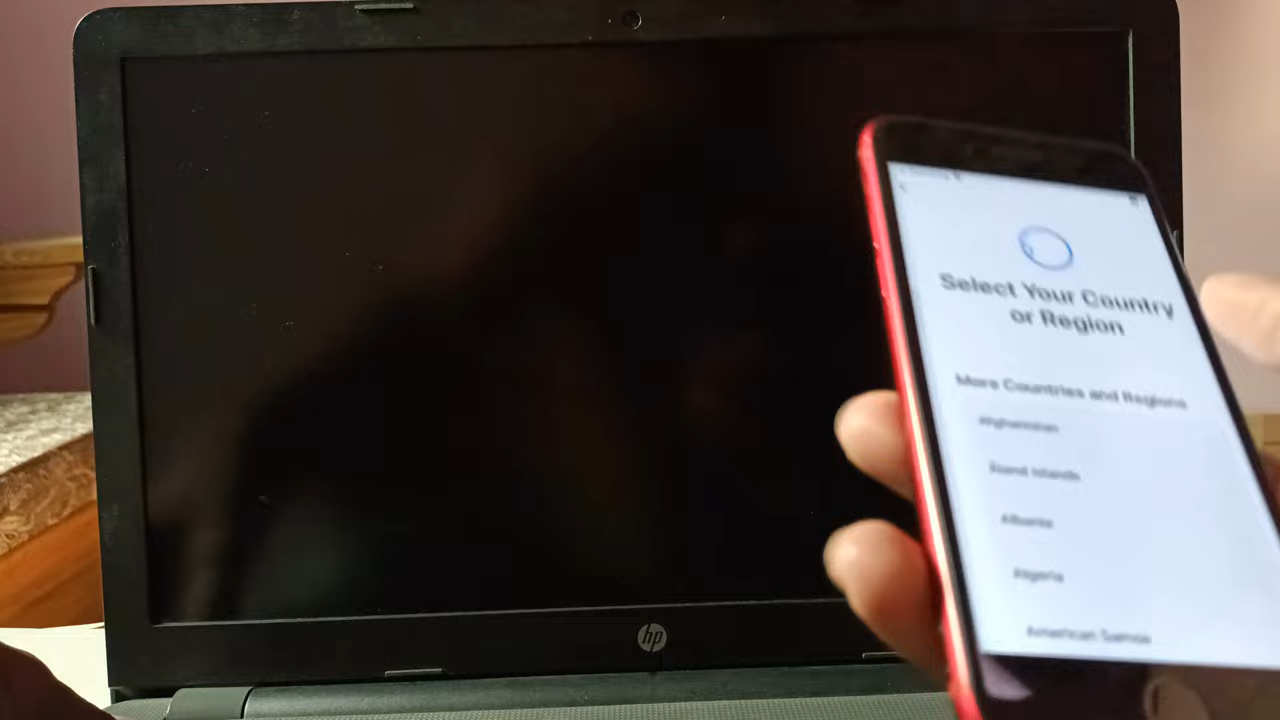 hp
Select Your Country
or Region
More Countries and Regions
Afghanistan
Åland Islands
Albania
Algeria
American Samoa